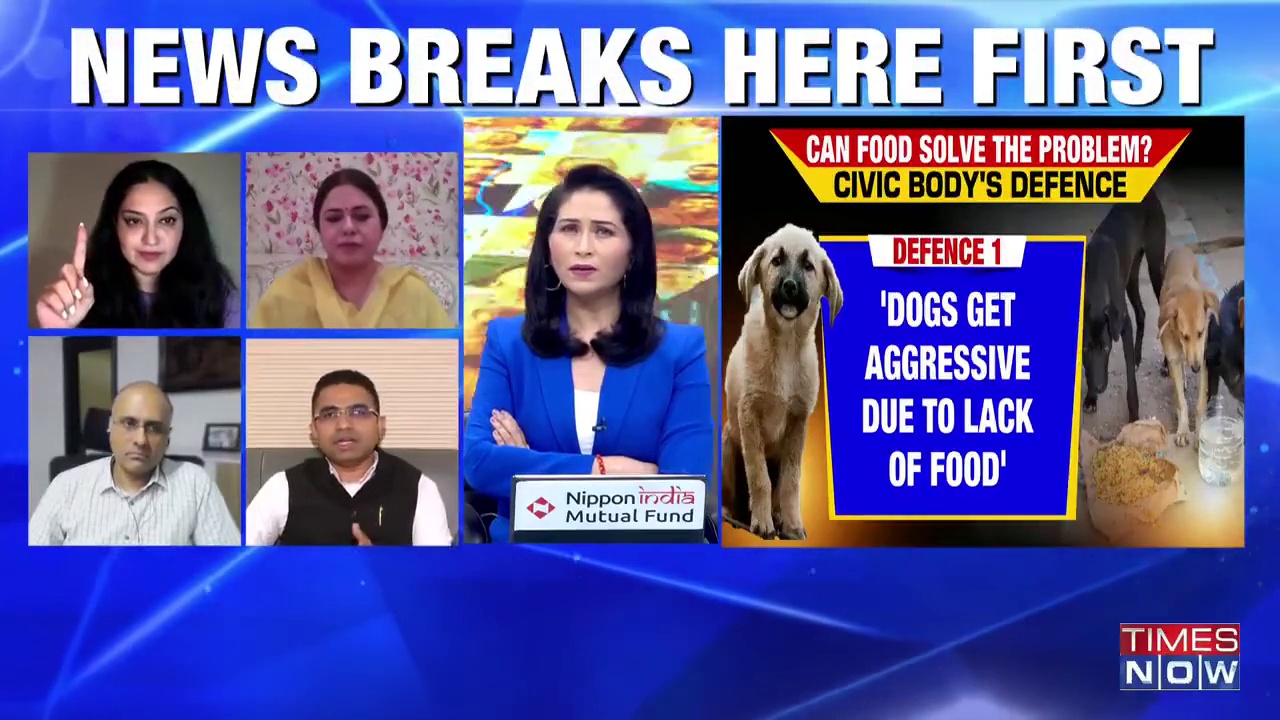 NEWS BREAKS HERE FIRST
CAN FOOD SOLVE THE PROBLEM?
CIVIC BODY'S DEFENCE
DEFENCE 1
'DOGS GET
AGGRESSIVE
DUE TO LACK
OF FOOD'
Nippon india
Mutual Fund
TIMES
NOW